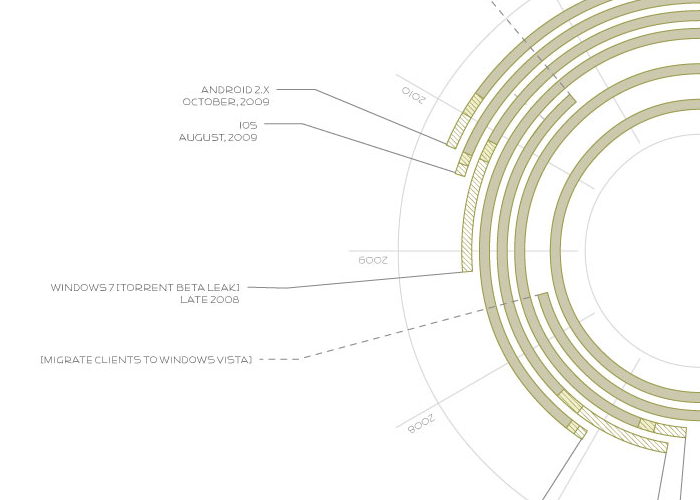 2010
ANDROID 2.X
OCTOBER, 2009
IOS
AUGUST, 2009
2009
WINDOWS 7 [TORRENT BETA LEAK]
LATE 2008
[MIGRATE CLIENTS TO WINDOWS VISTA]
2008